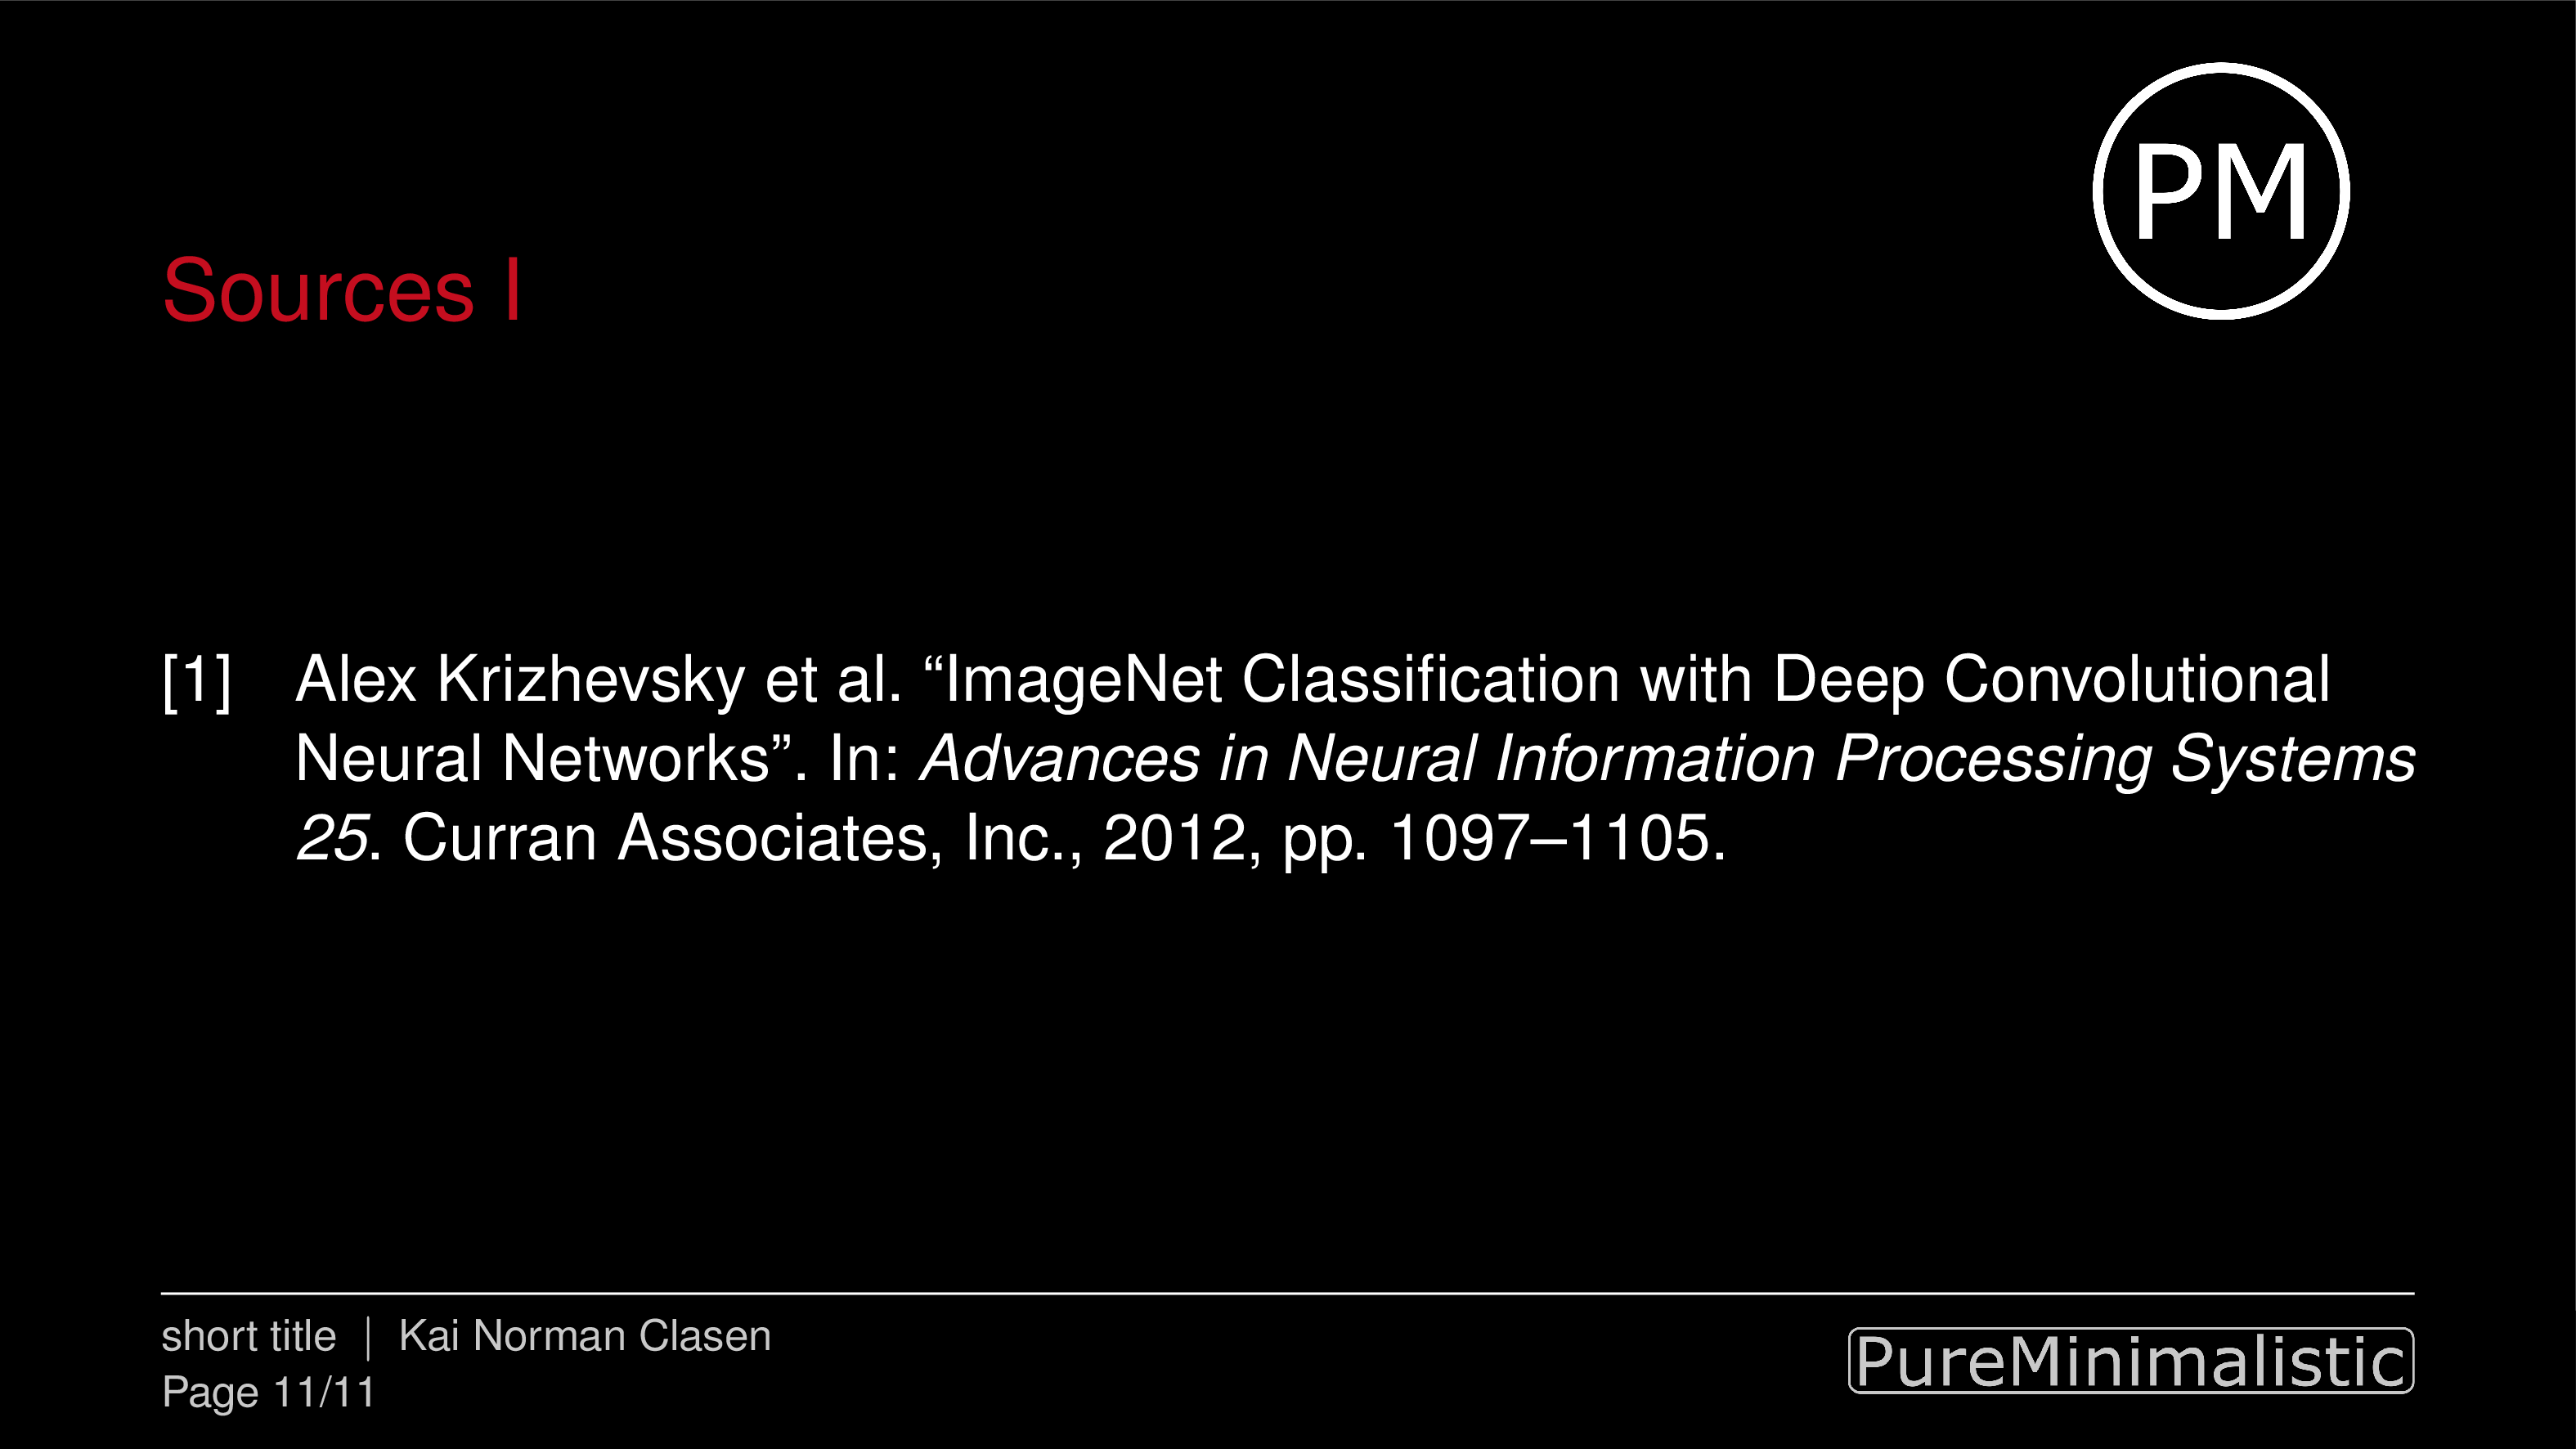 PM
Sources I
[1] Alex Krizhevsky et al. “ImageNet Classification with Deep Convolutional
Neural Networks”. In: Advances in Neural Information Processing Systems
25. Curran Associates, Inc., 2012, pp. 1097–1105.
short title | Kai Norman Clasen
Page 11/11
PureMinimalistic